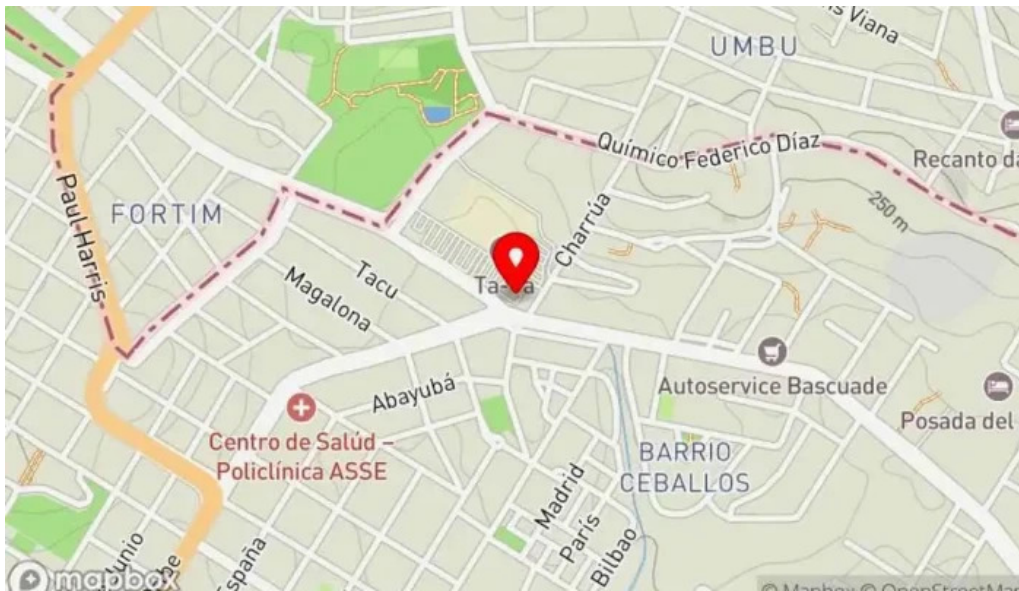 Viana
UMBU
Químico Federico Díaz
Recanto da
Paul Harris
FORTIM
250 m
Charrúa
Tacu
Magalona
Autoservice Bascuade
Abayubá
Posada del
Centro de Salúd –
Policlínica ASSE
BARRIO
CEBALLOS
Madrid
París
Bilbao
España
Junio
mapbox
© Mapbox © OpenStreetMap